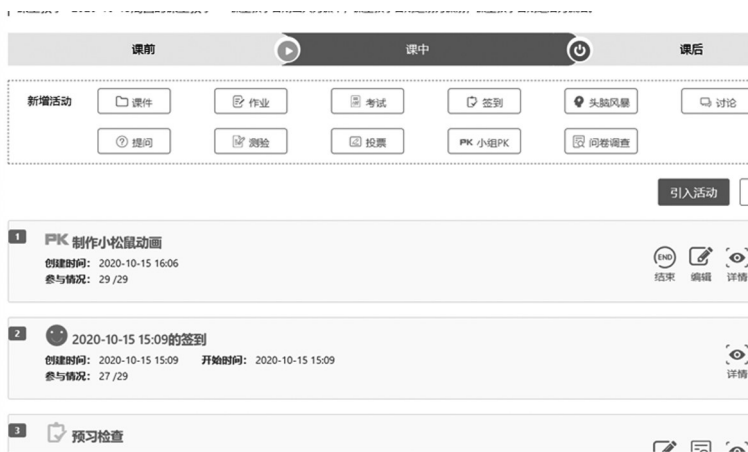 课前
课中
课后
新增活动
课件
作业
考试
签到
头脑风暴
讨论
提问
测验
投票
PK 小组PK
问卷调查
引入活动
1
PK 制作小松鼠动画
创建时间： 2020-10-15 16:06
参与情况： 29 /29
END
结束
编辑
详情
2
2020-10-15 15:09的签到
创建时间： 2020-10-15 15:09 开始时间： 2020-10-15 15:09
参与情况： 27 /29
详情
3
预习检查